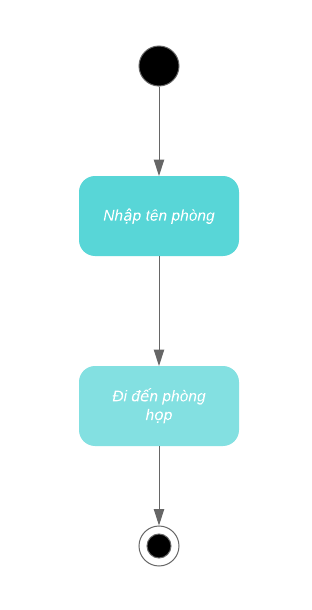 Nhập tên phòng
Đi đến phòng
họp